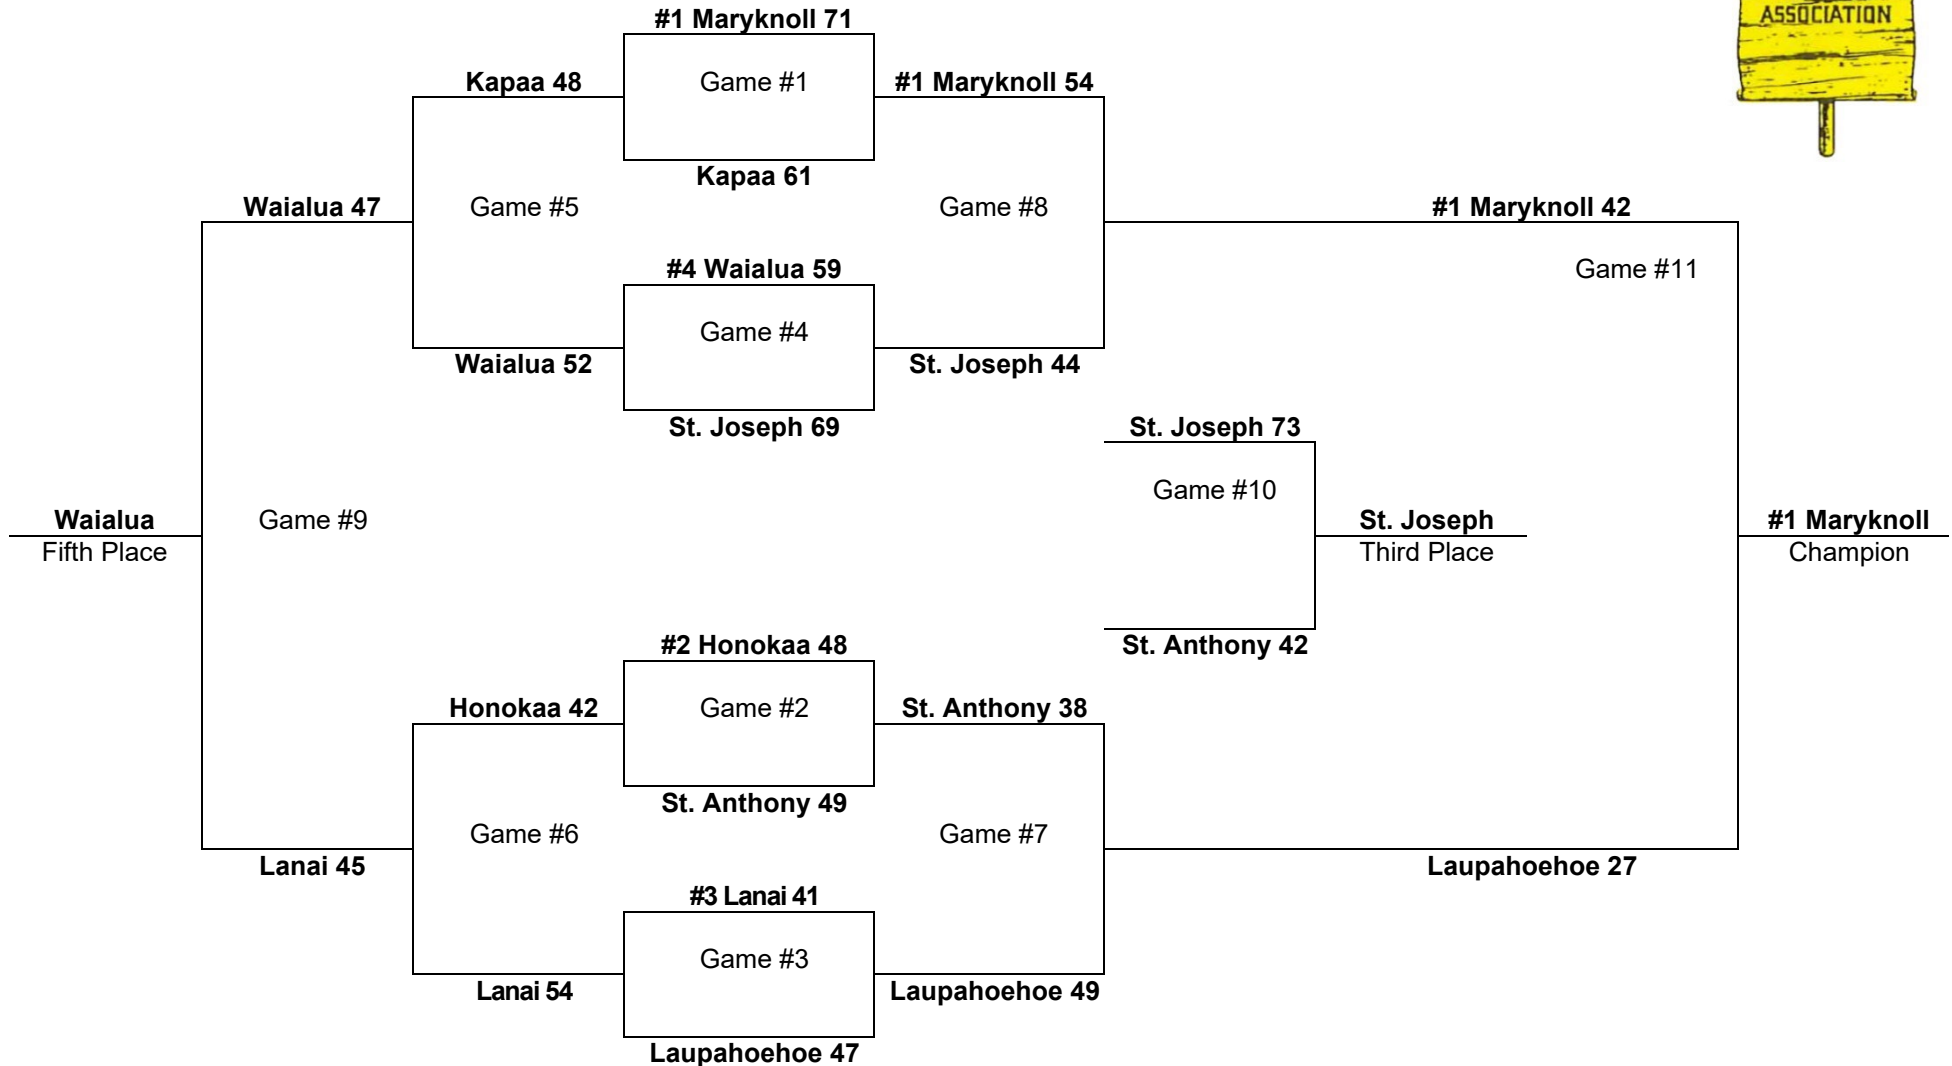 ASSOCIATION
#1 Maryknoll 71
Kapaa 48
Game #1
#1 Maryknoll 54
Kapaa 61
Waialua 47
Game #5
Game #8
#1 Maryknoll 42
#4 Waialua 59
Game #11
Game #4
Waialua 52
St. Joseph 44
St. Joseph 69
St. Joseph 73
Game #10
Waialua
Fifth Place
Game #9
St. Joseph
Third Place
#1 Maryknoll
Champion
#2 Honokaa 48
St. Anthony 42
Honokaa 42
Game #2
St. Anthony 38
St. Anthony 49
Game #6
Game #7
Lanai 45
Laupahoehoe 27
#3 Lanai 41
Game #3
Lanai 54
Laupahoehoe 49
Laupahoehoe 47